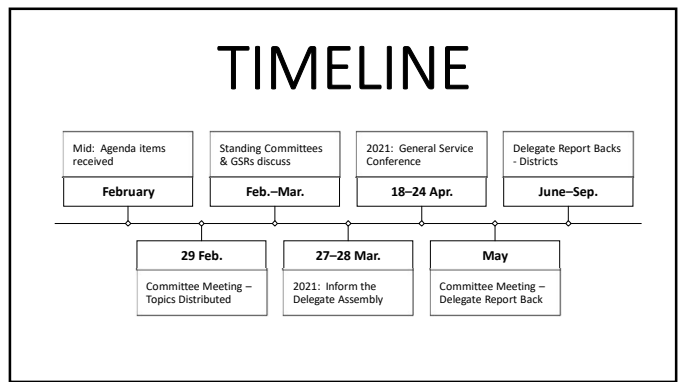 TIMELINE
Mid:  Agenda items
received
February
29 Feb.
Committee Meeting –
Topics Distributed
Standing Committees
& GSRs discuss
Feb.–Mar.
27–28 Mar.
2021:  Inform the
Delegate Assembly
2021:  General Service
Conference
18–24 Apr.
May
Committee Meeting –
Delegate Report Back
Delegate Report Backs
- Districts
June–Sep.